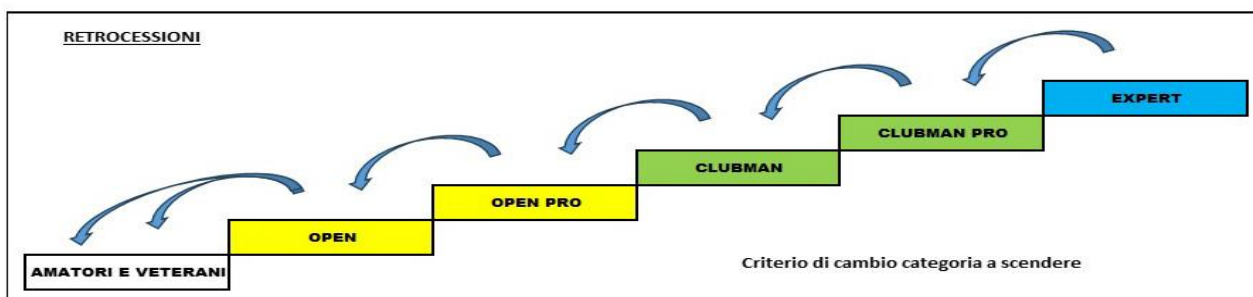 RETROCESSIONI
EXPERT
CLUBMAN PRO
CLUBMAN
OPEN PRO
OPEN
AMATORI E VETERANI
Criterio di cambio categoria a scendere